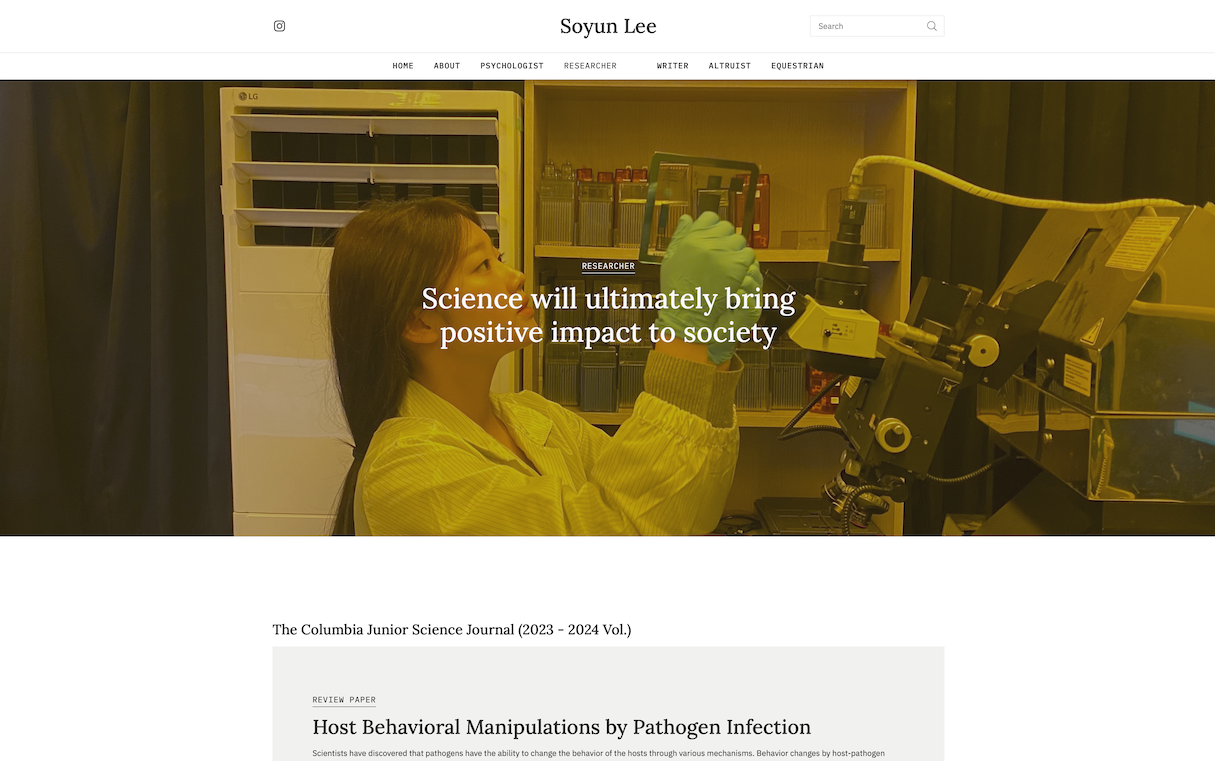 Soyun Lee
Search
HOME ABOUT PSYCHOLOGIST RESEARCHER WRITER ALTRUIST EQUESTRIAN
LG
RESEARCHER
Science will ultimately bring
positive impact to society
The Columbia Junior Science Journal (2023 - 2024 Vol.)
REVIEW PAPER
Host Behavioral Manipulations by Pathogen Infection
Scientists have discovered that pathogens have the ability to change the behavior of the hosts through various mechanisms. Behavior changes by host-pathogen